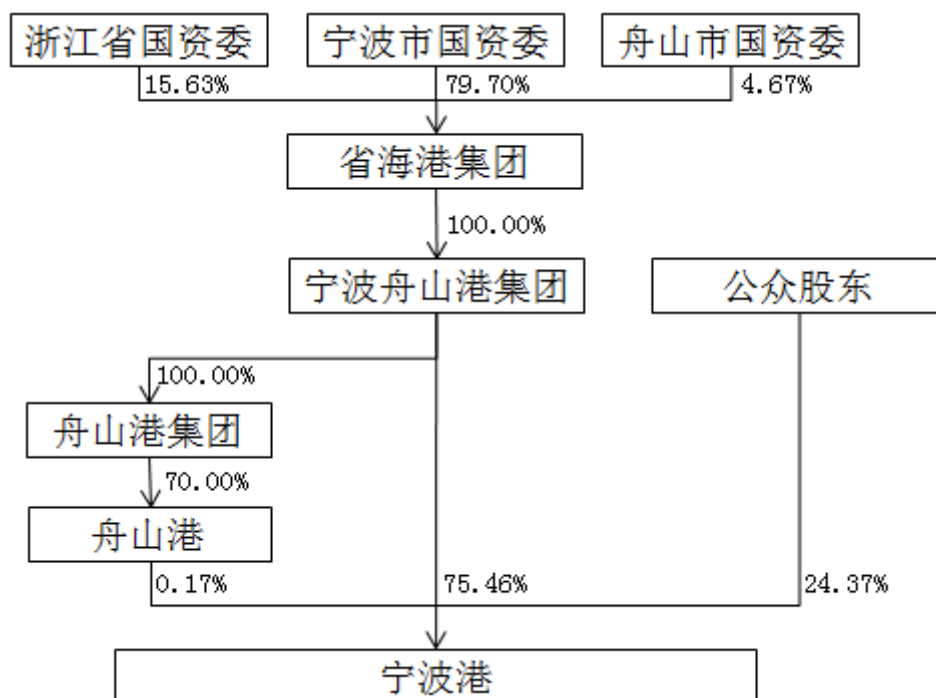 浙江省国资委
宁波市国资委
舟山市国资委
15.63%
79.70%
4.67%
省海港集团
100.00%
宁波舟山港集团
公众股东
100.00%
舟山港集团
70.00%
舟山港
0.17%
75.46%
24.37%
宁波港